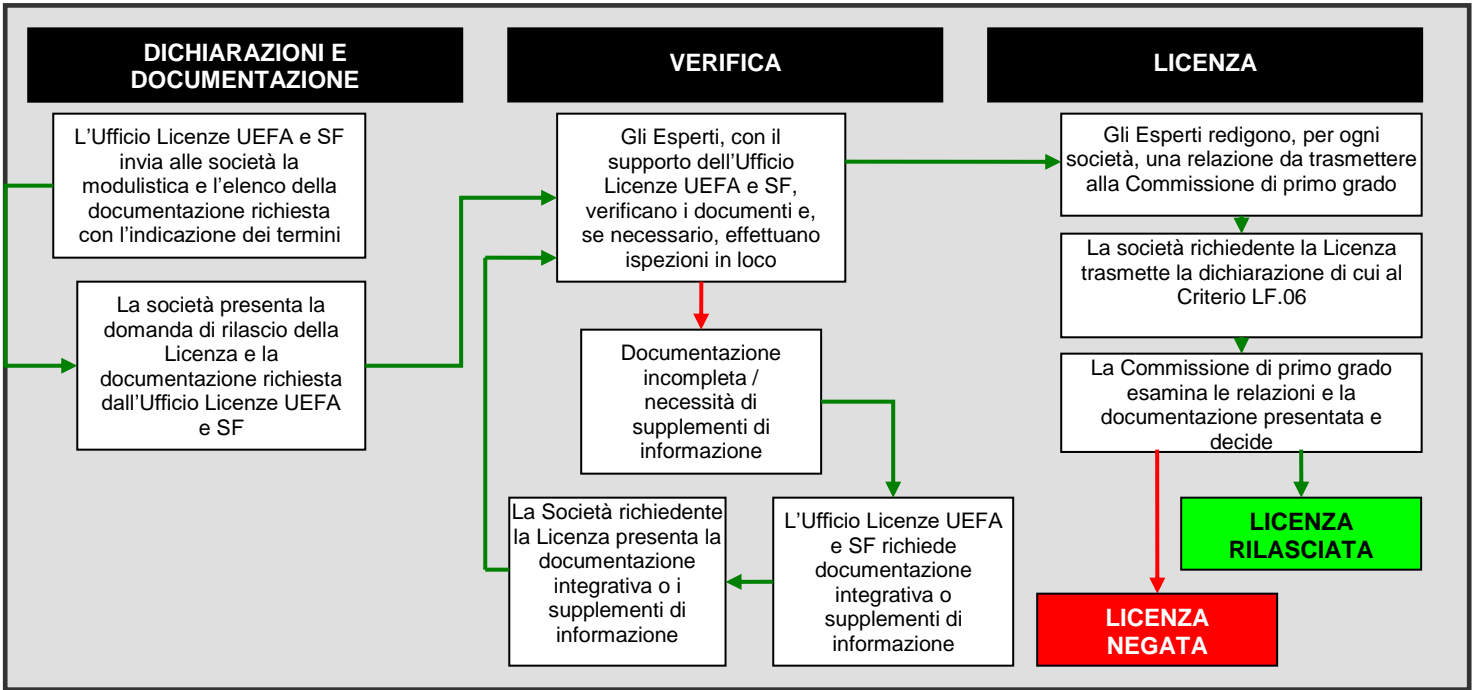 DICHIARAZIONI E
DOCUMENTAZIONE
L’Ufficio Licenze UEFA e SF
invia alle società la
modulistica e l’elenco della
documentazione richiesta
con l’indicazione dei termini
La società presenta la
domanda di rilascio della
Licenza e la
documentazione richiesta
dall’Ufficio Licenze UEFA
e SF
VERIFICA
Gli Esperti, con il
supporto dell’Ufficio
Licenze UEFA e SF,
verificano i documenti e,
se necessario, effettuano
ispezioni in loco
Documentazione
incompleta /
necessità di
supplementi di
informazione
L’Ufficio Licenze UEFA
e SF richiede
documentazione
integrativa o
supplementi di
informazione
La Società richiedente
la Licenza presenta la
documentazione
integrativa o i
supplementi di
informazione
LICENZA
Gli Esperti redigono, per ogni
società, una relazione da trasmettere
alla Commissione di primo grado
La società richiedente la Licenza
trasmette la dichiarazione di cui al
Criterio LF.06
La Commissione di primo grado
esamina le relazioni e la
documentazione presentata e
decide
LICENZA
RILASCIATA
LICENZA
NEGATA